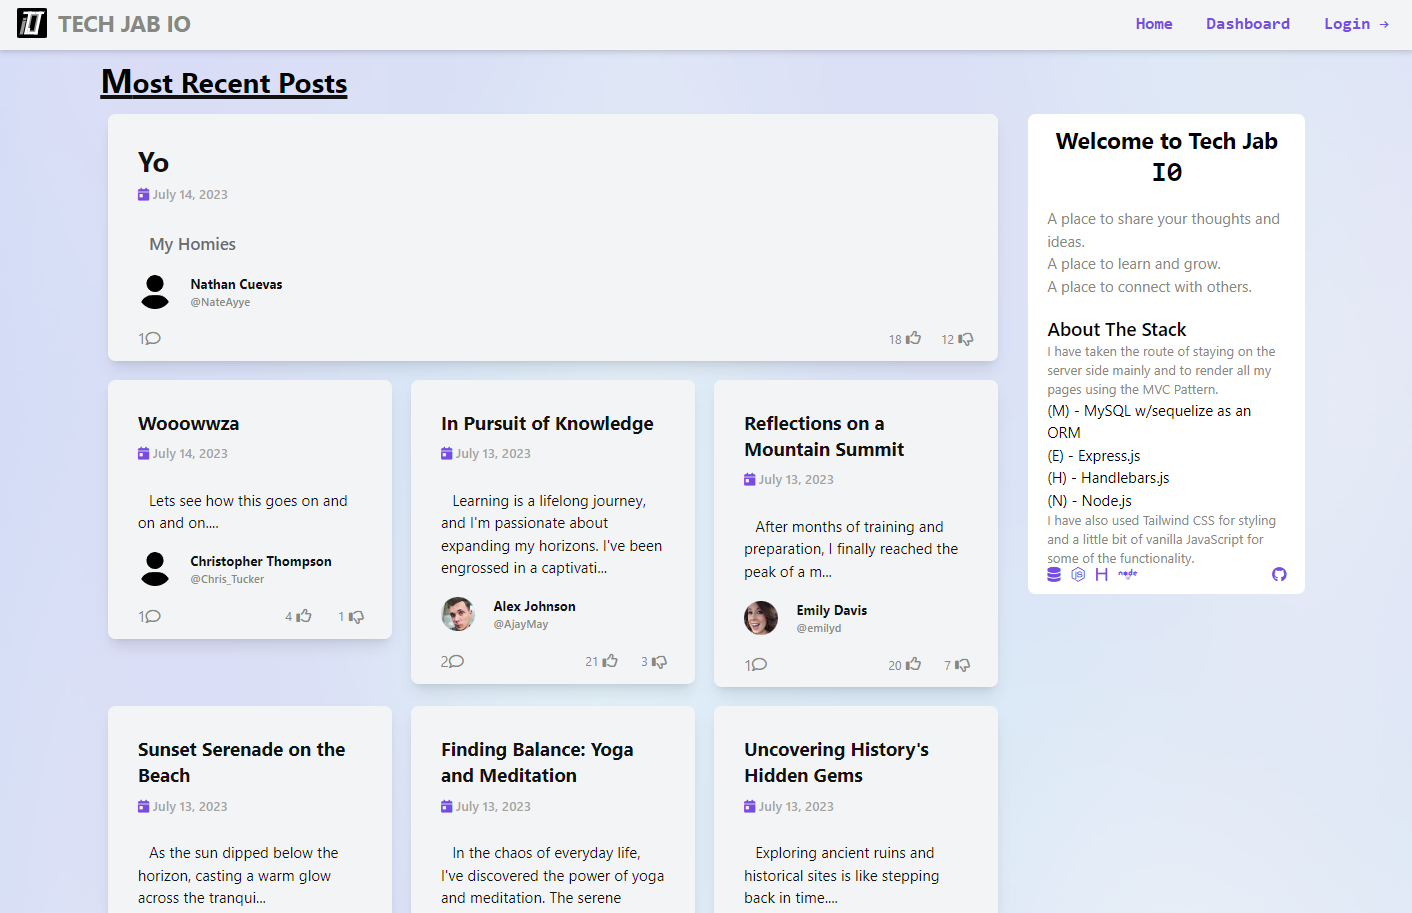 TECH JAB IO
Home
Dashboard
Login →
Most Recent Posts
Yo
July 14, 2023
My Homies
Nathan Cuevas
@NateAyye
1
18
12
Wooowwza
July 14, 2023
Lets see how this goes on and
on and on....
Christopher Thompson
@Chris_Tucker
1
4
1
In Pursuit of Knowledge
July 13, 2023
Learning is a lifelong journey,
and I'm passionate about
expanding my horizons. I've been
engrossed in a captivati...
Alex Johnson
@AjayMay
2
21
3
Reflections on a
Mountain Summit
July 13, 2023
After months of training and
preparation, I finally reached the
peak of a m...
Emily Davis
@emilyd
1
20
7
Sunset Serenade on the
Beach
July 13, 2023
As the sun dipped below the
horizon, casting a warm glow
across the tranqui...
Finding Balance: Yoga
and Meditation
July 13, 2023
In the chaos of everyday life,
I've discovered the power of yoga
and meditation. The serene
Uncovering History's
Hidden Gems
July 13, 2023
Exploring ancient ruins and
historical sites is like stepping
back in time....
Welcome to Tech Jab
IO
A place to share your thoughts and
ideas.
A place to learn and grow.
A place to connect with others.
About The Stack
I have taken the route of staying on the
server side mainly and to render all my
pages using the MVC Pattern.
(M) - MySQL w/sequelize as an
ORM
(E) - Express.js
(H) - Handlebars.js
(N) - Node.js
I have also used Tailwind CSS for styling
and a little bit of vanilla JavaScript for
some of the functionality.
node